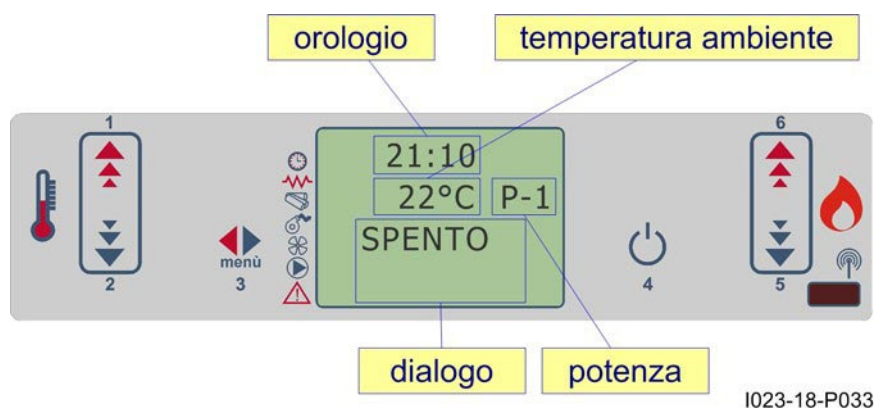 orologio
temperatura ambiente
1
6
21:10
22°C P-1
SPENTO
menù
2
3
4
5
dialogo
potenza
I023-18-P033